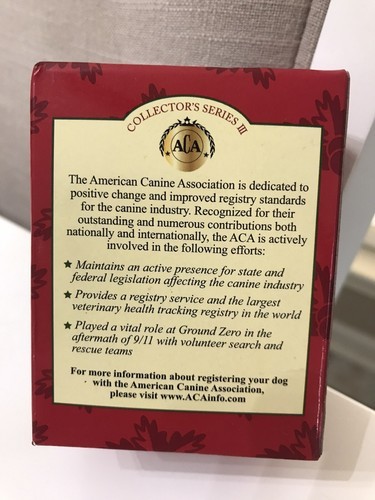 COLLECTOR'S SERIES III
ACA
The American Canine Association is dedicated to
positive change and improved registry standards
for the canine industry. Recognized for their
outstanding and numerous contributions both
nationally and internationally, the ACA is actively
involved in the following efforts:
★ Maintains an active presence for state and
federal legislation affecting the canine industry
★ Provides a registry service and the largest
veterinary health tracking registry in the world
★ Played a vital role at Ground Zero in the
aftermath of 9/11 with volunteer search and
rescue teams
For more information about registering your dog
with the American Canine Association,
please visit www.ACAinfo.com